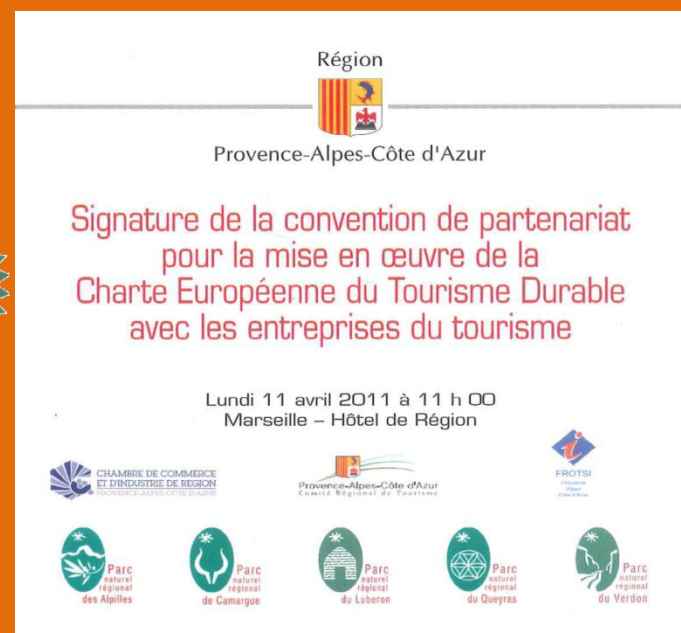 Région
Provence-Alpes-Côte d'Azur
Signature de la convention de partenariat
pour la mise en œuvre de la
Charte Européenne du Tourisme Durable
avec les entreprises du tourisme
Lundi 11 avril 2011 à 11 h 00
Marseille – Hôtel de Région
CHAMBRE DE COMMERCE
ET D'INDUSTRIE DE REGION
PROVENCE-ALPES-COTE D'AZUR
Provence-Alpes-Côte d'Azur
Comité Régional de Tourisme
i
FROTSI
Provence
Alpes
Côte d'Azur
Parc
naturel
régional
des Alpilles
Parc
naturel
régional
de Camargue
Parc
naturel
régional
du Luberon
Parc
naturel
régional
du Queyras
Parc
naturel
régional
du Verdon